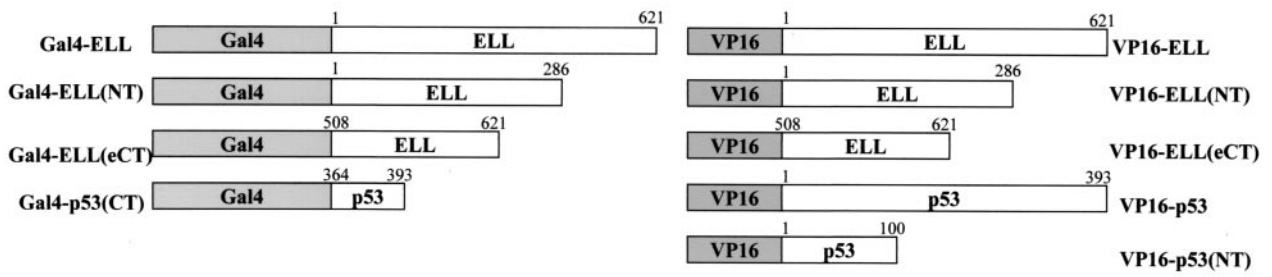 1 621 1 621
Gal4-ELL Gal4 ELL VP16 ELL VP16-ELL
1 286 1 286
Gal4-ELL(NT) Gal4 ELL VP16 ELL VP16-ELL(NT)
508 621 508 621
Gal4-ELL(eCT) Gal4 ELL VP16 ELL VP16-ELL(eCT)
364 393 1 393
Gal4-p53(CT) Gal4 p53 VP16 p53 VP16-p53
1 100
VP16 p53 VP16-p53(NT)